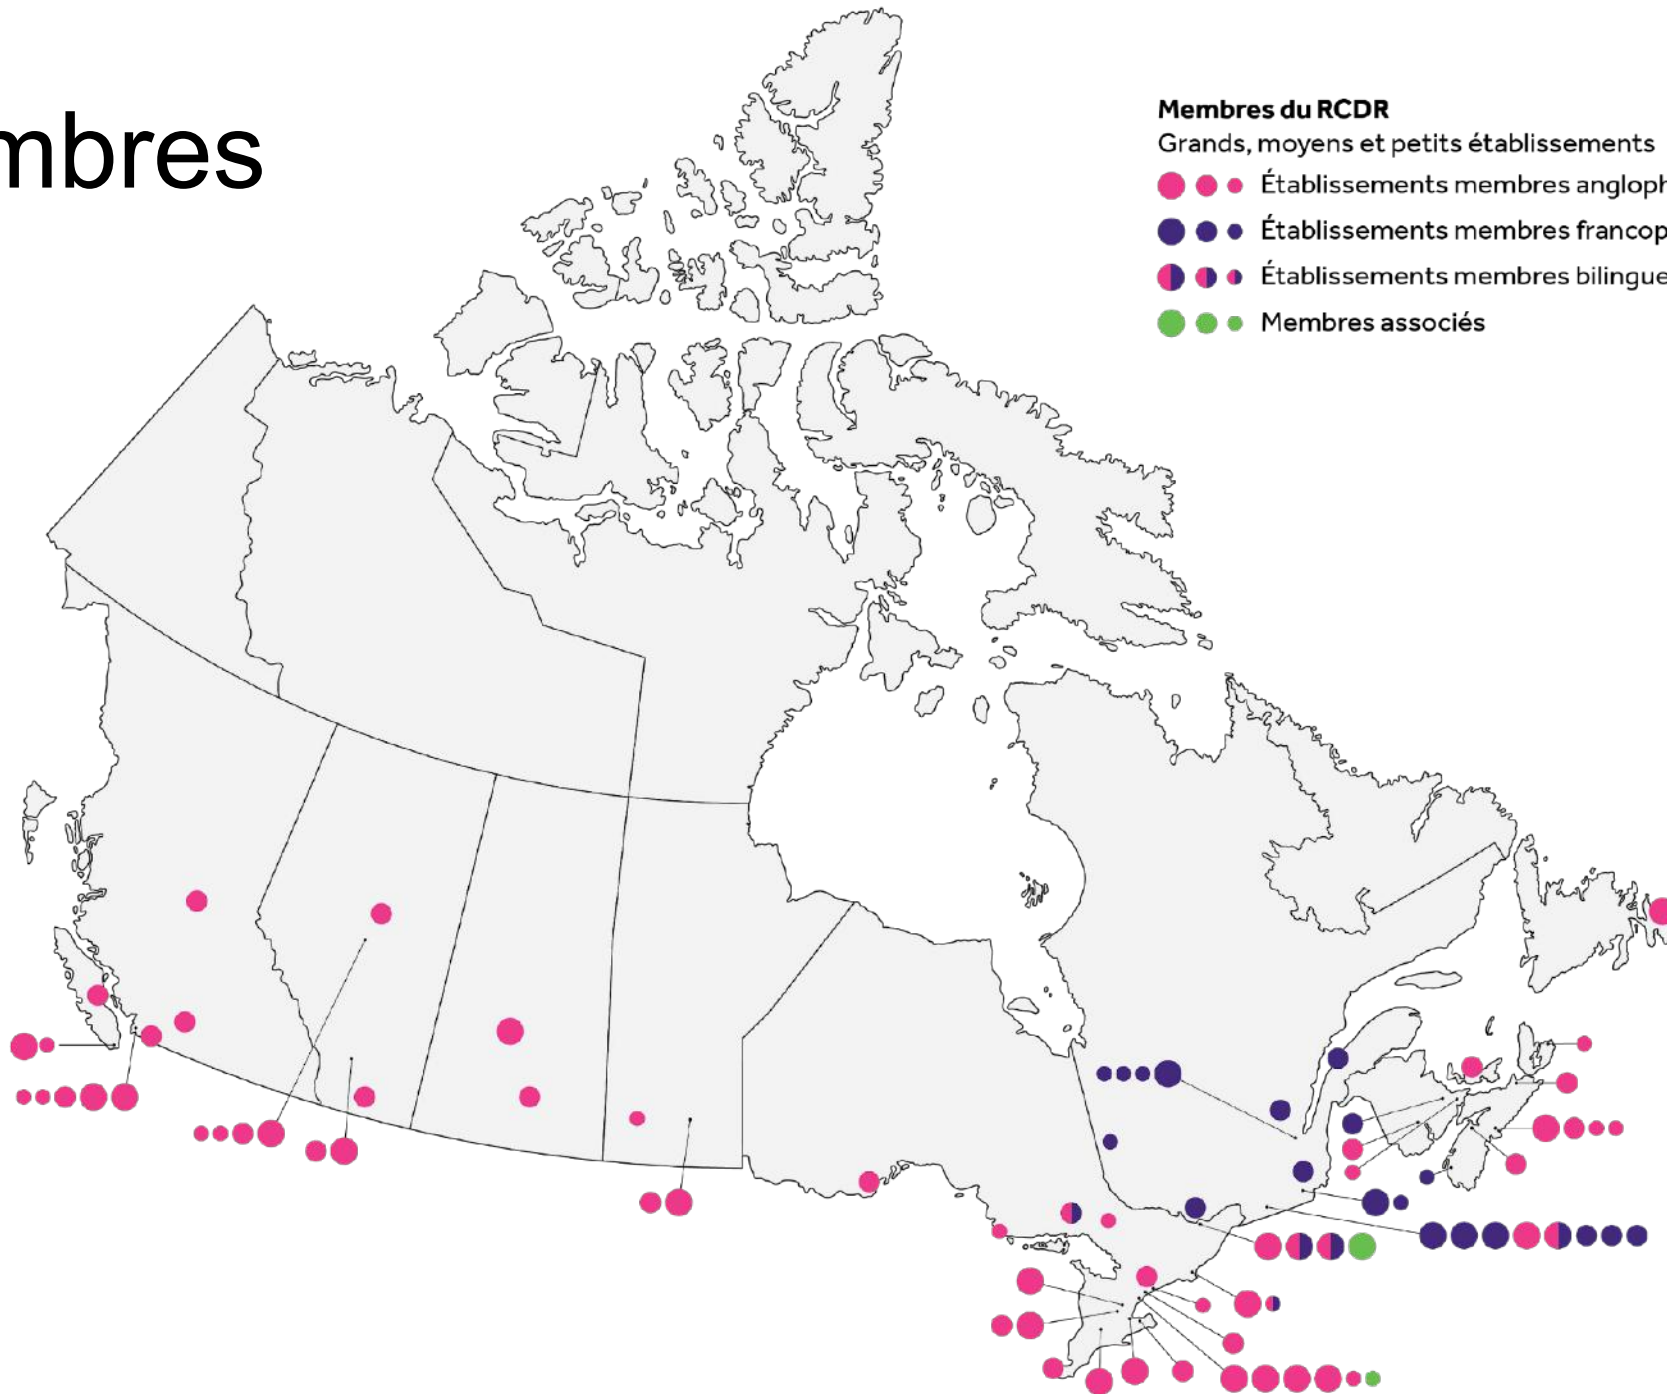 mbres
Membres du RCDR
Grands, moyens et petits établissements
Établissements membres angloph
Établissements membres francop
Établissements membres bilingue
Membres associés